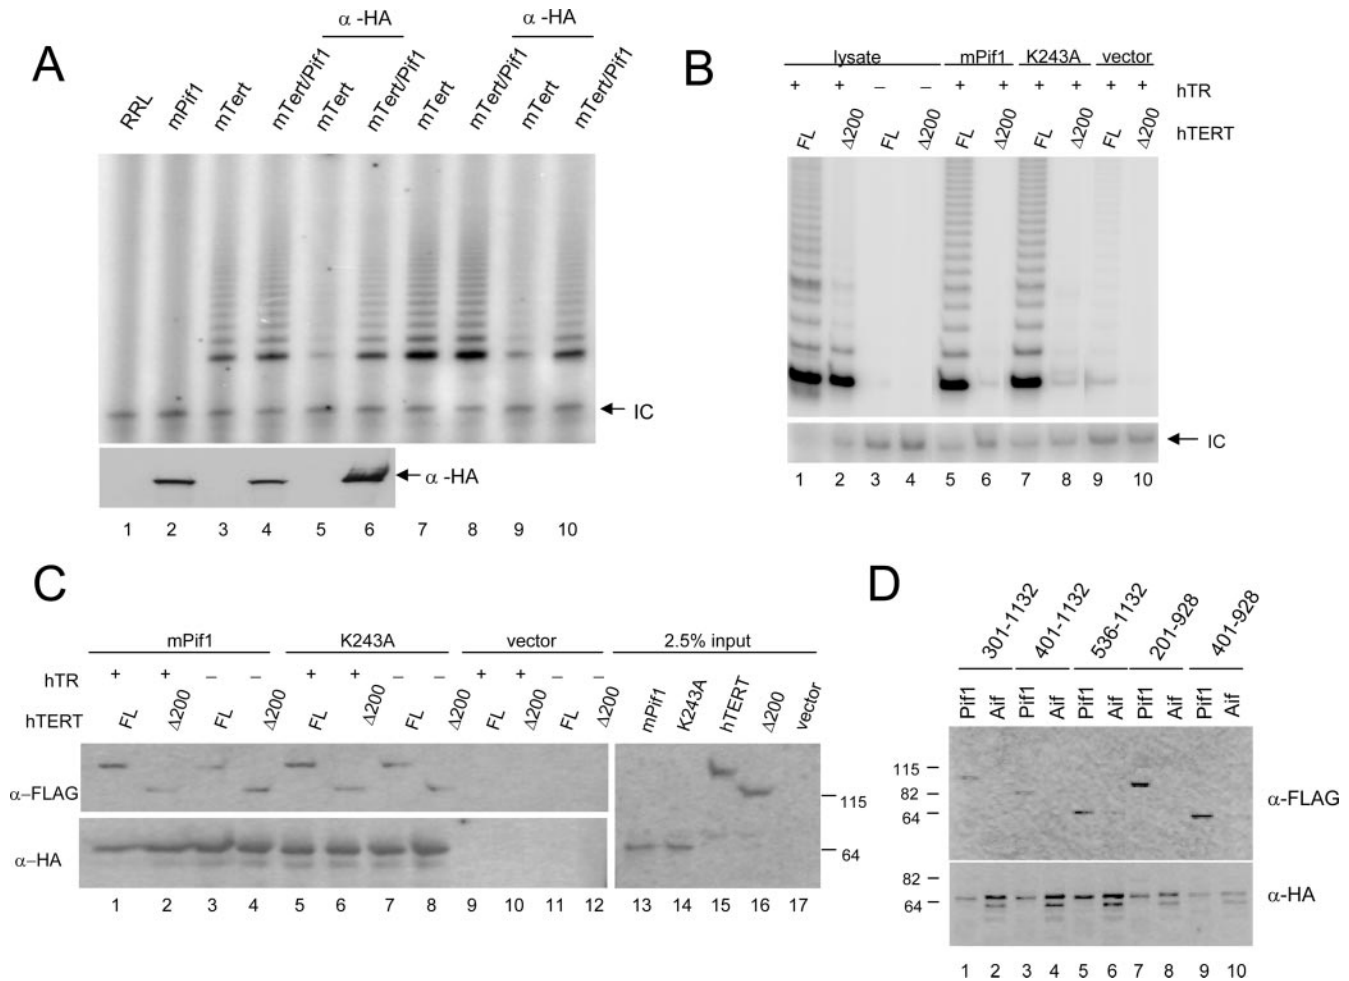 A
α -HA α -HA
RRL mPif1 mTert mTert/Pif1 mTert mTert/Pif1 mTert mTert/Pif1 mTert mTert/Pif1
IC
α -HA
1 2 3 4 5 6 7 8 9 10
B
lysate mPif1 K243A vector
+ + – – + + + + + + hTR
FL Δ200 FL Δ200 FL Δ200 FL Δ200 FL Δ200 hTERT
IC
1 2 3 4 5 6 7 8 9 10
C
mPif1 K243A vector 2.5% input
hTR + + – – + + – – + + – –
hTERT FL Δ200 FL Δ200 FL Δ200 FL Δ200 FL Δ200 FL Δ200 mPif1 K243A hTERT Δ200 vector
α–FLAG
115
α–HA
64
1 2 3 4 5 6 7 8 9 10 11 12 13 14 15 16 17
D
301-1132 401-1132 536-1132 201-928 401-928
Pif1 Aif Pif1 Aif Pif1 Aif Pif1 Aif Pif1 Aif
115
82
64
α-FLAG
82
64
α-HA
1 2 3 4 5 6 7 8 9 10